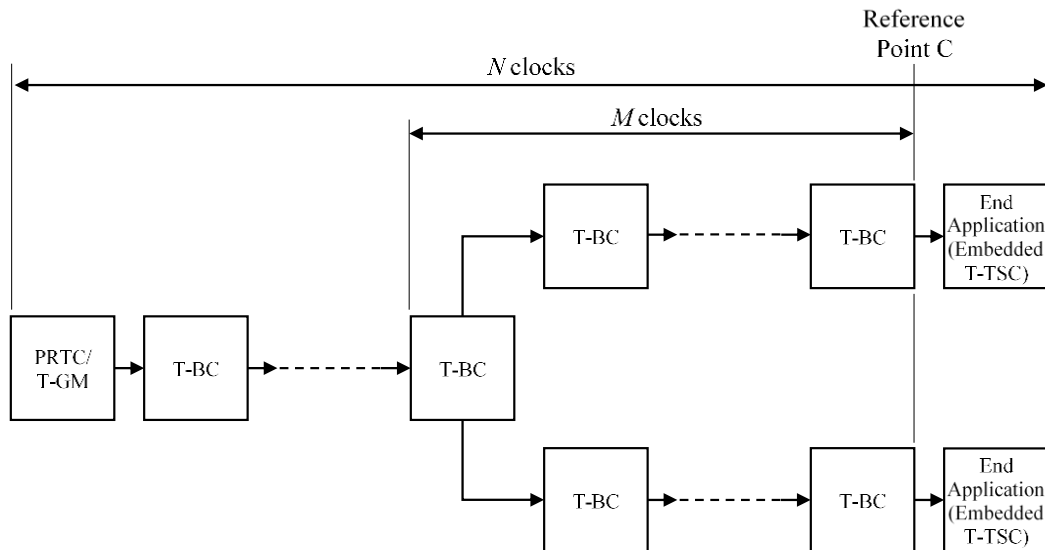 Reference
Point C
N clocks
M clocks
T-BC
T-BC
End
Application
(Embedded
T-TSC)
PRTC/
T-GM
T-BC
T-BC
T-BC
T-BC
End
Application
(Embedded
T-TSC)